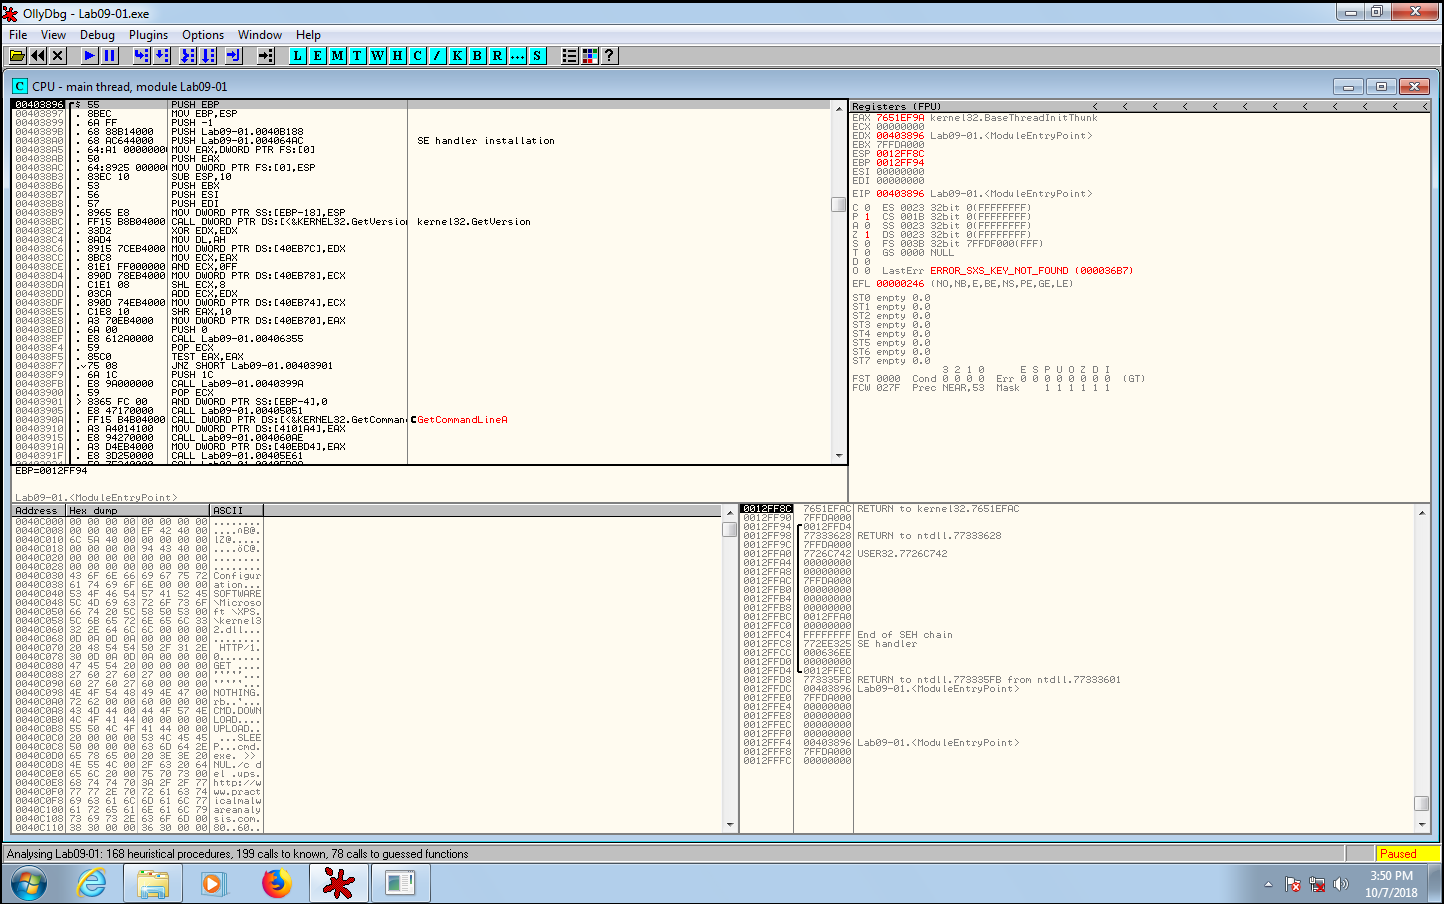 OllyDbg - Lab09-01.exe
File View Debug Plugins Options Window Help
L E M T W H C / K B R ... S ?
C CPU - main thread, module Lab09-01
00403896 $ 55 PUSH EBP
00403897 . 8BEC MOV EBP,ESP
00403899 . 6A FF PUSH -1
0040389B . 68 88B14000 PUSH Lab09-01.0040B188
004038A0 . 68 AC644000 PUSH Lab09-01.004064AC SE handler installation
004038A5 . 64:A1 0000000 MOV EAX,DWORD PTR FS:[0]
004038AB . 50 PUSH EAX
004038AC . 64:8925 00000 MOV DWORD PTR FS:[0],ESP
004038B3 . 83EC 10 SUB ESP,10
004038B6 . 53 PUSH EBX
004038B7 . 56 PUSH ESI
004038B8 . 57 PUSH EDI
004038B9 . 8965 E8 MOV DWORD PTR SS:[EBP-18],ESP
004038BC . FF15 B8B04000 CALL DWORD PTR DS:[<&KERNEL32.GetVersion kernel32.GetVersion
004038C2 . 33D2 XOR EDX,EDX
004038C4 . 8AD4 MOV DL,AH
004038C6 . 8915 7CEB4000 MOV DWORD PTR DS:[40EB7C],EDX
004038CC . 8BC8 MOV ECX,EAX
004038CE . 81E1 FF000000 AND ECX,0FF
004038D4 . 890D 78EB4000 MOV DWORD PTR DS:[40EB78],ECX
004038DA . C1E1 08 SHL ECX,8
004038DD . 03CA ADD ECX,EDX
004038DF . 890D 74EB4000 MOV DWORD PTR DS:[40EB74],ECX
004038E5 . C1E8 10 SHR EAX,10
004038E8 . A3 70EB4000 MOV DWORD PTR DS:[40EB70],EAX
004038ED . 6A 00 PUSH 0
004038EF . E8 612A0000 CALL Lab09-01.00406355
004038F4 . 59 POP ECX
004038F5 . 85C0 TEST EAX,EAX
004038F7 . 75 08 JNZ SHORT Lab09-01.00403901
004038F9 . 6A 1C PUSH 1C
004038FB . E8 9A000000 CALL Lab09-01.0040399A
00403900 . 59 POP ECX
00403901 > 8365 FC 00 AND DWORD PTR SS:[EBP-4],0
00403905 . E8 47170000 CALL Lab09-01.00405051
0040390A . FF15 B4B04000 CALL DWORD PTR DS:[<&KERNEL32.GetComman GetCommandLineA
00403910 . A3 A4014100 MOV DWORD PTR DS:[4101A4],EAX
00403915 . E8 94270000 CALL Lab09-01.004060AE
0040391A . A3 D4EB4000 MOV DWORD PTR DS:[40EBD4],EAX
0040391F . E8 3D250000 CALL Lab09-01.00405E61
EBP=0012FF94
Lab09-01.<ModuleEntryPoint>
Registers (FPU) < < < < < < < < < < < <
EAX 7651EF9A kernel32.BaseThreadInitThunk
ECX 00000000
EDX 00403896 Lab09-01.<ModuleEntryPoint>
EBX 7FFDA000
ESP 0012FF8C
EBP 0012FF94
ESI 00000000
EDI 00000000
EIP 00403896 Lab09-01.<ModuleEntryPoint>
C 0 ES 0023 32bit 0(FFFFFFFF)
P 1 CS 001B 32bit 0(FFFFFFFF)
A 0 SS 0023 32bit 0(FFFFFFFF)
Z 1 DS 0023 32bit 0(FFFFFFFF)
S 0 FS 003B 32bit 7FFDF000(FFF)
T 0 GS 0000 NULL
D 0
O 0 LastErr ERROR_SXS_KEY_NOT_FOUND (000036B7)
EFL 00000246 (NO,NB,E,BE,NS,PE,GE,LE)
ST0 empty 0.0
ST1 empty 0.0
ST2 empty 0.0
ST3 empty 0.0
ST4 empty 0.0
ST5 empty 0.0
ST6 empty 0.0
ST7 empty 0.0
3 2 1 0 E S P U O Z D I
FST 0000 Cond 0 0 0 0 Err 0 0 0 0 0 0 0 0 (GT)
FCW 027F Prec NEAR,53 Mask 1 1 1 1 1 1
Address Hex dump ASCII
0040C000 00 00 00 00 00 00 00 00 ........
0040C008 00 00 00 00 EF 42 40 00 ....∩B@.
0040C010 6C 5A 40 00 00 00 00 00 lZ@.....
0040C018 00 00 00 00 94 43 40 00 ....öC@.
0040C020 00 00 00 00 00 00 00 00 ........
0040C028 00 00 00 00 00 00 00 00 ........
0040C030 43 6F 6E 66 69 67 75 72 Configur
0040C038 61 74 69 6F 6E 00 00 00 ation...
0040C040 53 4F 46 54 57 41 52 45 SOFTWARE
0040C048 5C 4D 69 63 72 6F 73 6F \Microso
0040C050 66 74 20 5C 58 50 53 00 ft \XPS.
0040C058 5C 6B 65 72 6E 65 6C 33 \kernel3
0040C060 32 2E 64 6C 6C 00 00 00 2.dll...
0040C068 0D 0A 0D 0A 00 00 00 00 ........
0040C070 20 48 54 54 50 2F 31 2E HTTP/1.
0040C078 30 0D 0A 0D 0A 00 00 00 0.......
0040C080 47 45 54 20 00 00 00 00 GET ....
0040C088 27 60 27 60 27 00 00 00 '`'`'...
0040C090 60 27 60 27 60 00 00 00 `'`'`...
0040C098 4E 4F 54 48 49 4E 47 00 NOTHING.
0040C0A0 72 62 00 00 60 00 00 00 rb..`...
0040C0A8 43 4D 44 00 44 4F 57 4E CMD.DOWN
0040C0B0 4C 4F 41 44 00 00 00 00 LOAD....
0040C0B8 55 50 4C 4F 41 44 00 00 UPLOAD..
0040C0C0 20 00 00 00 53 4C 45 45 ...SLEE
0040C0C8 50 00 00 00 63 6D 64 2E P...cmd.
0040C0D0 65 78 65 00 20 3E 3E 20 exe. >>
0040C0D8 4E 55 4C 00 2F 63 20 64 NUL./c d
0040C0E0 65 6C 20 00 75 70 73 00 el .ups.
0040C0E8 68 74 74 70 3A 2F 2F 77 http://w
0040C0F0 77 77 2E 70 72 61 63 74 ww.pract
0040C0F8 69 63 61 6C 6D 61 6C 77 icalmalw
0040C100 61 72 65 61 6E 61 6C 79 areanaly
0040C108 73 69 73 2E 63 6F 6D 00 sis.com.
0040C110 38 30 00 00 36 30 00 00 80..60..
0012FF8C 7651EFAC RETURN to kernel32.7651EFAC
0012FF90 7FFDA000
0012FF94 0012FFD4
0012FF98 77333628 RETURN to ntdll.77333628
0012FF9C 7FFDA000
0012FFA0 7726C742 USER32.7726C742
0012FFA4 00000000
0012FFA8 00000000
0012FFAC 7FFDA000
0012FFB0 00000000
0012FFB4 00000000
0012FFB8 00000000
0012FFBC 0012FFA0
0012FFC0 00000000
0012FFC4 FFFFFFFF End of SEH chain
0012FFC8 772EE325 SE handler
0012FFCC 000636EE
0012FFD0 00000000
0012FFD4 0012FFEC
0012FFD8 773335FB RETURN to ntdll.773335FB from ntdll.77333601
0012FFDC 00403896 Lab09-01.<ModuleEntryPoint>
0012FFE0 7FFDA000
0012FFE4 00000000
0012FFE8 00000000
0012FFEC 00000000
0012FFF0 00000000
0012FFF4 00403896 Lab09-01.<ModuleEntryPoint>
0012FFF8 7FFDA000
0012FFFC 00000000
Analysing Lab09-01: 168 heuristical procedures, 199 calls to known, 78 calls to guessed functions
Paused
3:50 PM
10/7/2018